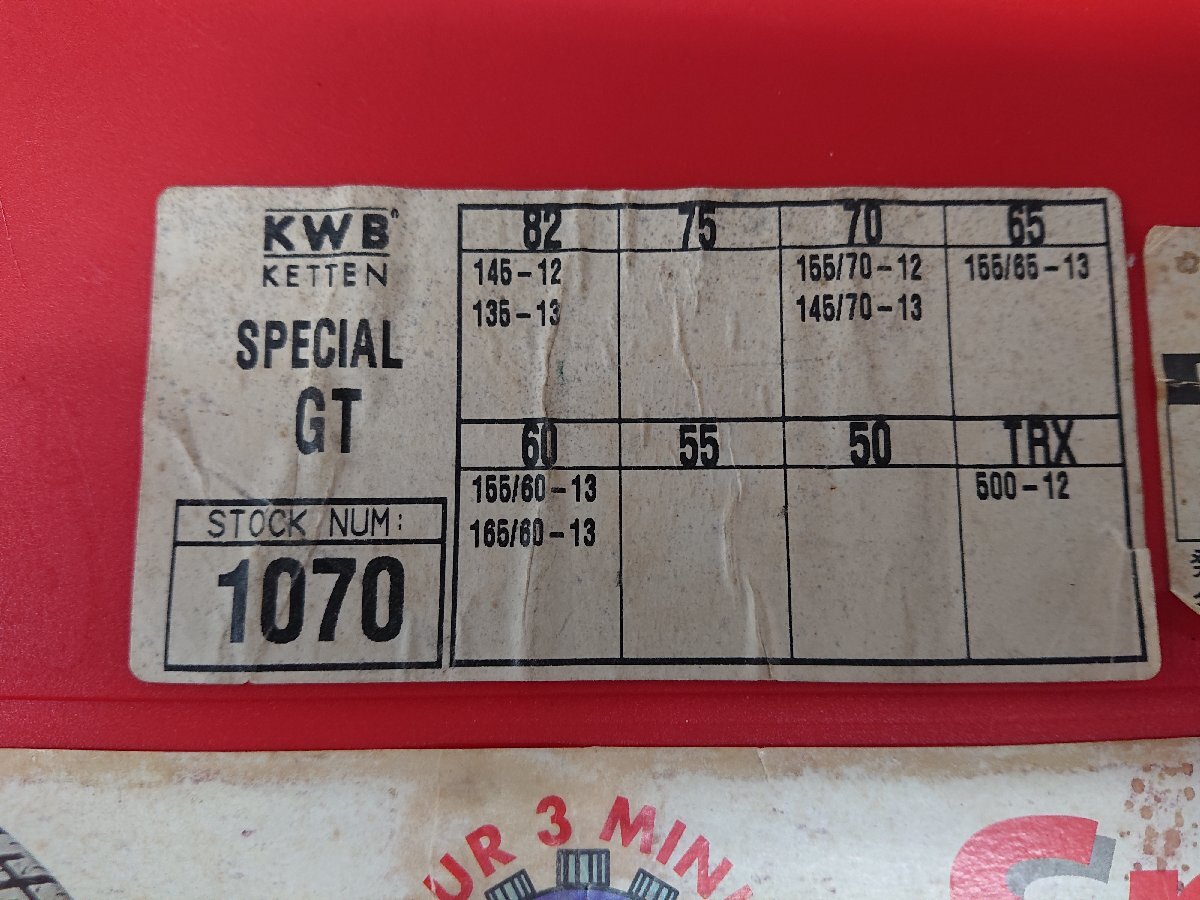 KWB®
KETTEN
SPECIAL
GT
STOCK NUM:
1070
82
145-12
135-13
75
70
155/70-12
145/70-13
65
155/65-13
60
155/60-13
165/60-13
55
50
TRX
500-12
UR 3 MIN